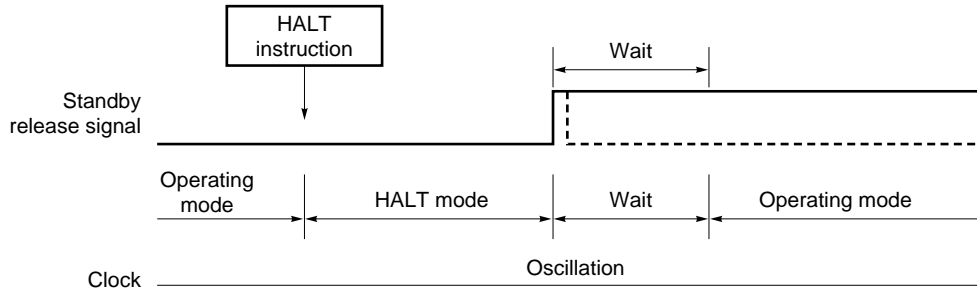 HALT
instruction
Wait
Standby
release signal
Operating
mode
HALT mode
Wait
Operating mode
Oscillation
Clock